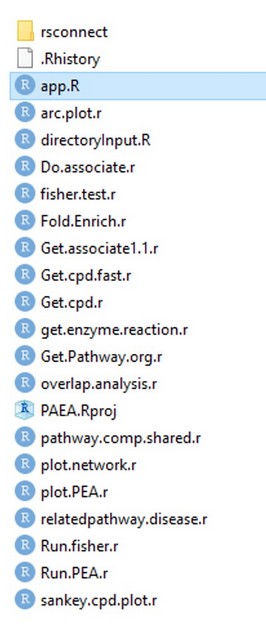 rsconnect
.Rhistory
app.R
arc.plot.r
directoryInput.R
Do.associate.r
fisher.test.r
Fold.Enrich.r
Get.associate1.1.r
Get.cpd.fast.r
Get.cpd.r
get.enzyme.reaction.r
Get.Pathway.org.r
overlap.analysis.r
PAEA.Rproj
pathway.comp.shared.r
plot.network.r
plot.PEA.r
relatedpathway.disease.r
Run.fisher.r
Run.PEA.r
sankey.cpd.plot.r